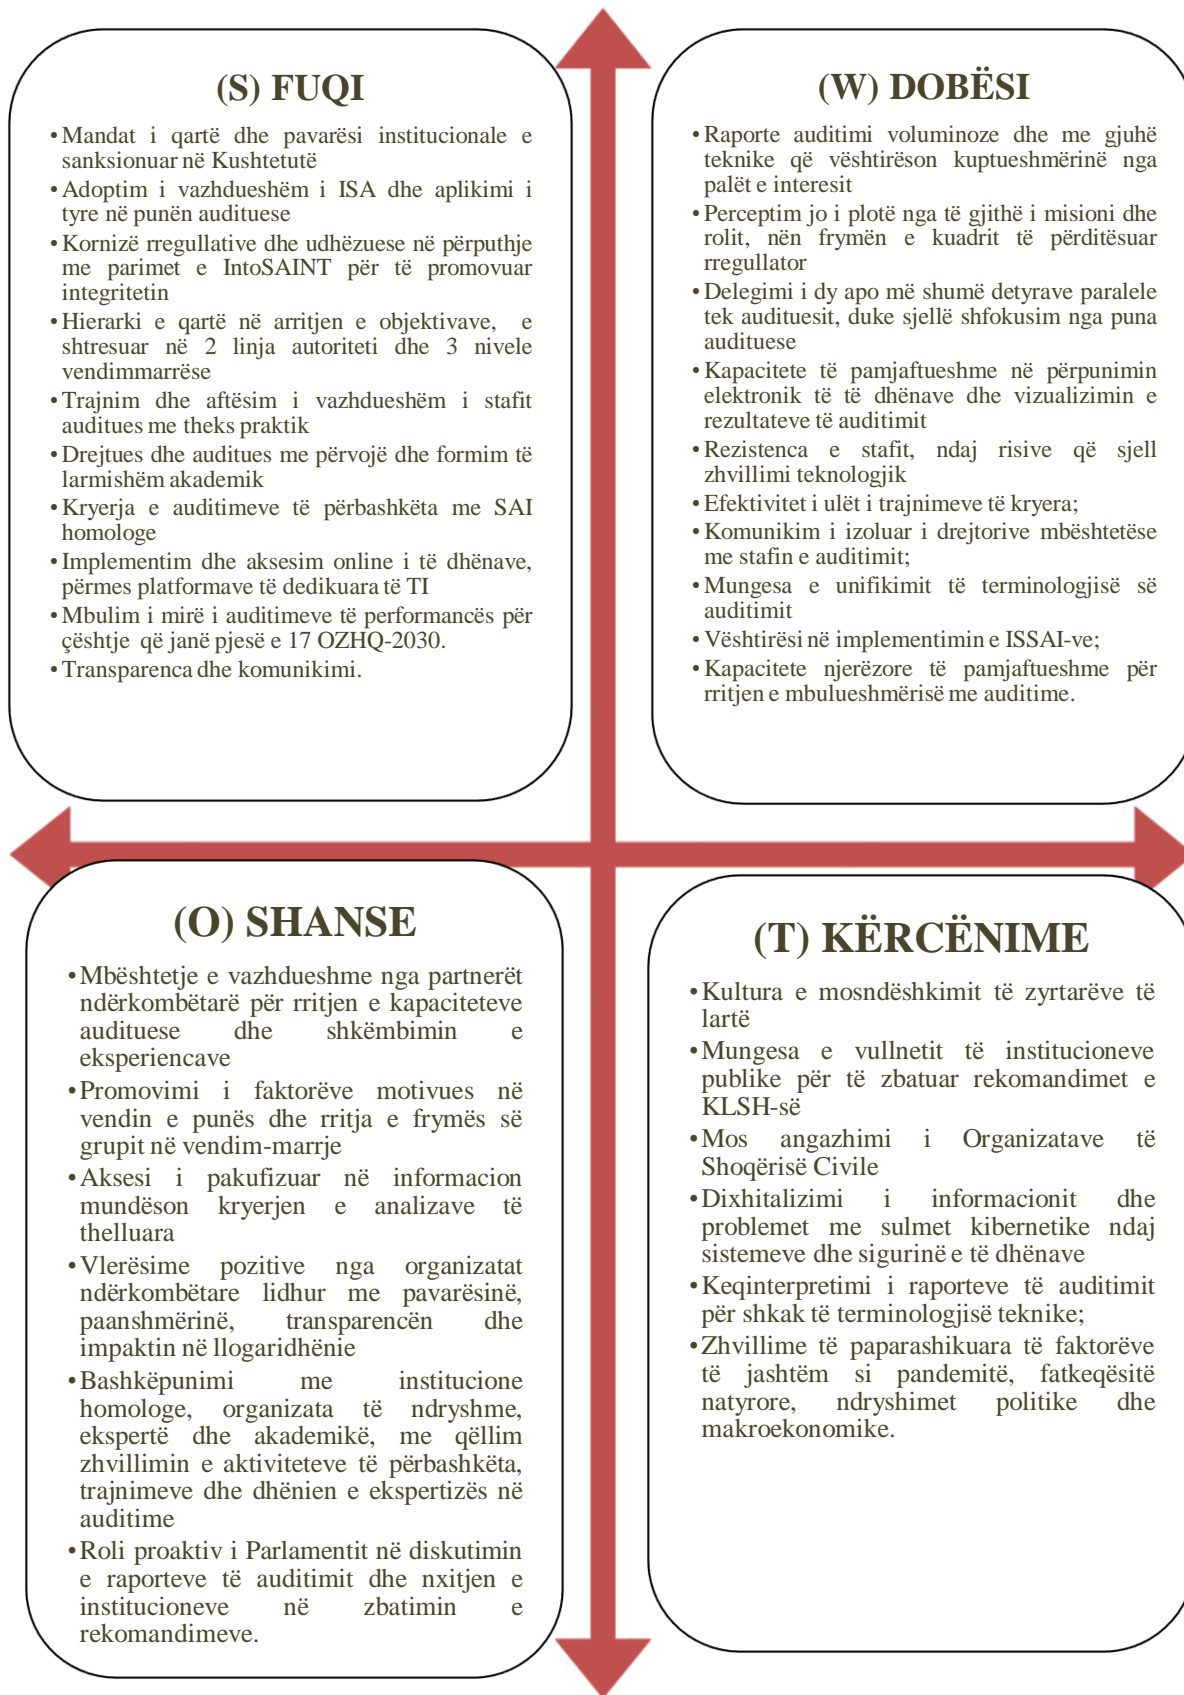 (S) FUQI
•Mandat i qartë dhe pavarësi institucionale e
sanksionuar në Kushtetutë
•Adoptim i vazhdueshëm i ISA dhe aplikimi i
tyre në punën audituese
•Kornizë rregullative dhe udhëzuese në përputhje
me parimet e IntoSAINT për të promovuar
integritetin
•Hierarki e qartë në arritjen e objektivave, e
shtresuar në 2 linja autoriteti dhe 3 nivele
vendimmarrëse
•Trajnim dhe aftësim i vazhdueshëm i stafit
auditues me theks praktik
•Drejtues dhe auditues me përvojë dhe formim të
larmishëm akademik
•Kryerja e auditimeve të përbashkëta me SAI
homologe
•Implementim dhe aksesim online i të dhënave,
përmes platformave të dedikuara të TI
•Mbulim i mirë i auditimeve të performancës për
çështje që janë pjesë e 17 OZHQ-2030.
•Transparenca dhe komunikimi.
(W) DOBËSI
•Raporte auditimi voluminoze dhe me gjuhë
teknike që vështirëson kuptueshmërinë nga
palët e interesit
•Perceptim jo i plotë nga të gjithë i misioni dhe
rolit, nën frymën e kuadrit të përditësuar
rregullator
•Delegimi i dy apo më shumë detyrave paralele
tek audituesit, duke sjellë shfokusim nga puna
audituese
•Kapacitete të pamjaftueshme në përpunimin
elektronik të të dhënave dhe vizualizimin e
rezultateve të auditimit
•Rezistenca e stafit, ndaj risive që sjell
zhvillimi teknologjik
•Efektivitet i ulët i trajnimeve të kryera;
•Komunikim i izoluar i drejtorive mbështetëse
me stafin e auditimit;
•Mungesa e unifikimit të terminologjisë së
auditimit
•Vështirësi në implementimin e ISSAI-ve;
•Kapacitete njerëzore të pamjaftueshme për
rritjen e mbulueshmërisë me auditime.
(O) SHANSE
•Mbështetje e vazhdueshme nga partnerët
ndërkombëtarë për rritjen e kapaciteteve
audituese dhe shkëmbimin e
eksperiencave
•Promovimi i faktorëve motivues në
vendin e punës dhe rritja e frymës së
grupit në vendim-marrje
•Aksesi i pakufizuar në informacion
mundëson kryerjen e analizave të
thelluara
•Vlerësime pozitive nga organizatat
ndërkombëtare lidhur me pavarësinë,
paanshmërinë, transparencën dhe
impaktin në llogaridhënie
•Bashkëpunimi me institucione
homologe, organizata të ndryshme,
ekspertë dhe akademikë, me qëllim
zhvillimin e aktiviteteve të përbashkëta,
trajnimeve dhe dhënien e ekspertizës në
auditime
•Roli proaktiv i Parlamentit në diskutimin
e raporteve të auditimit dhe nxitjen e
institucioneve në zbatimin e
rekomandimeve.
(T) KËRCËNIME
•Kultura e mosndëshkimit të zyrtarëve të
lartë
•Mungesa e vullnetit të institucioneve
publike për të zbatuar rekomandimet e
KLSH-së
•Mos angazhimi i Organizatave të
Shoqërisë Civile
•Dixhitalizimi i informacionit dhe
problemet me sulmet kibernetike ndaj
sistemeve dhe sigurinë e të dhënave
•Keqinterpretimi i raporteve të auditimit
për shkak të terminologjisë teknike;
•Zhvillime të paparashikuara të faktorëve
të jashtëm si pandemitë, fatkeqësitë
natyrore, ndryshimet politike dhe
makroekonomike.